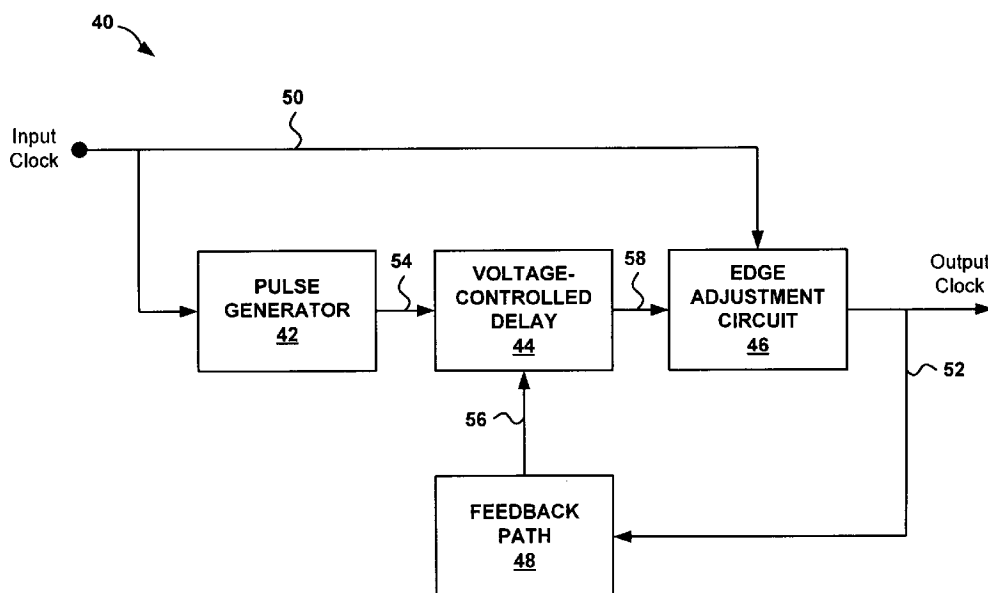 40
50
Input
Clock
54
58
PULSE
GENERATOR
42
VOLTAGE-
CONTROLLED
DELAY
44
EDGE
ADJUSTMENT
CIRCUIT
46
Output
Clock
52
56
FEEDBACK
PATH
48